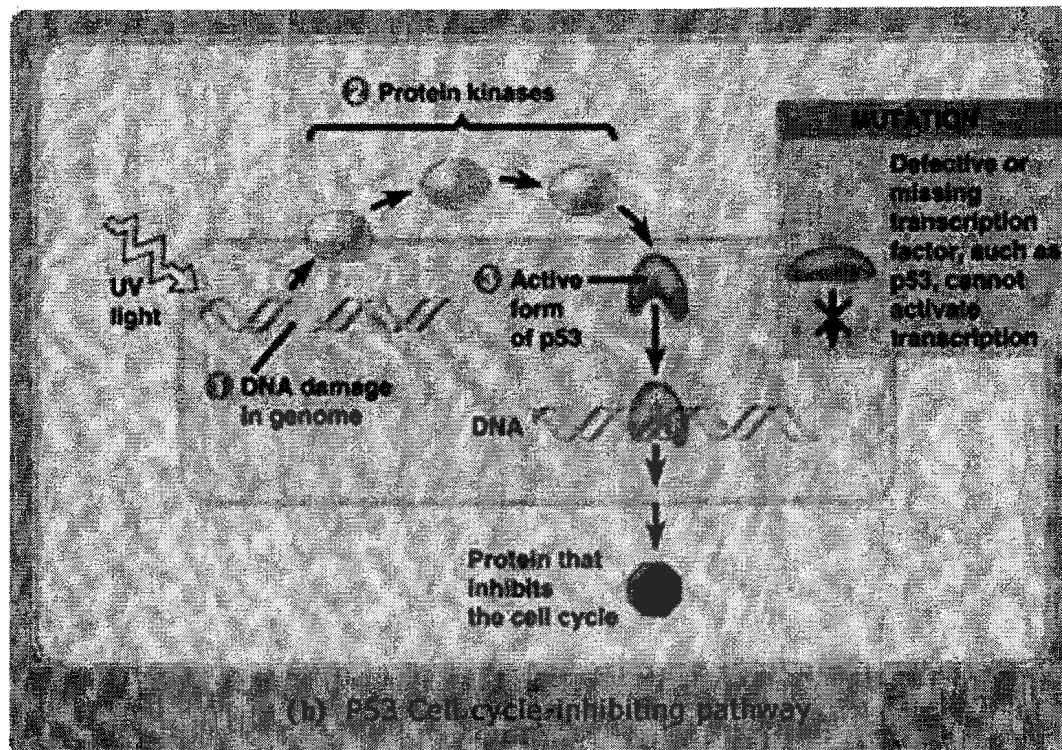 ② Protein kinases
MUTATION
Defective or
missing
transcription
factor, such as
p53, cannot
activate
transcription
UV
light
③ Active
form
of p53
① DNA damage
in genome
DNA
Protein that
inhibits
the cell cycle
(b) P53 Cell cycle-inhibiting pathway